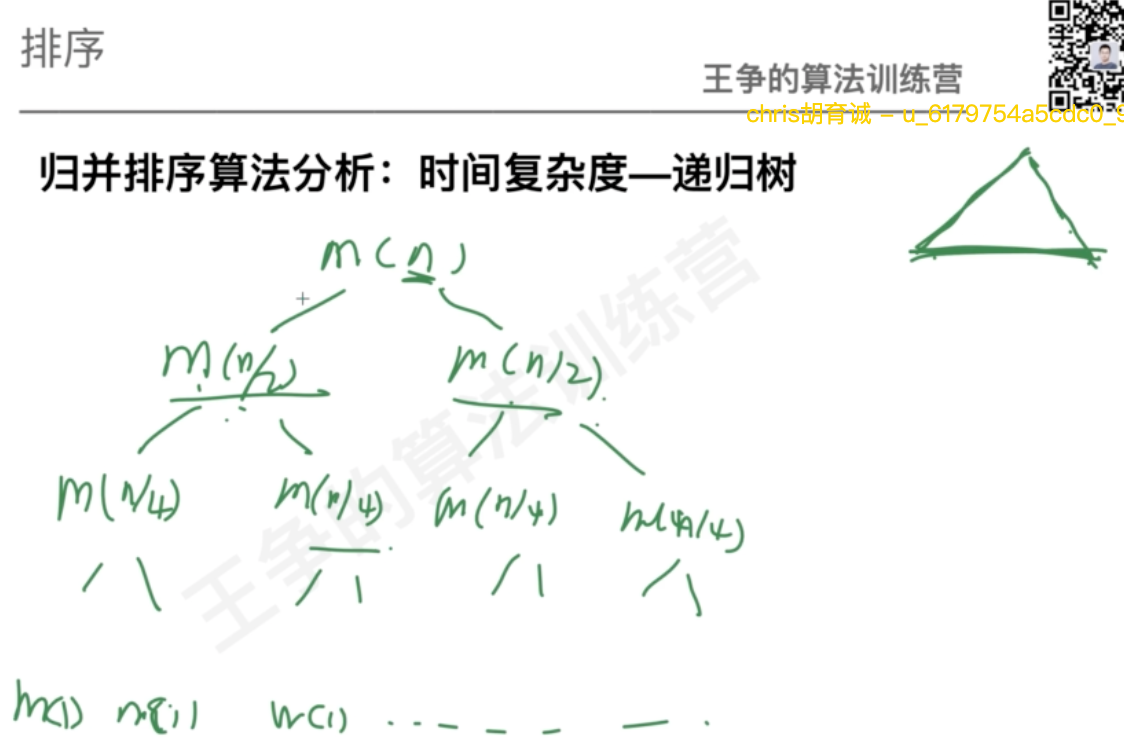 排序
王争的算法训练营
chris胡育诚 - u_6179754a5cdc0_
归并排序算法分析：时间复杂度—递归树
m(n)
m(n/2) m(n/2)
m(n/4) m(n/4) m(n/4) m(n/4)
m(1) m(1) m(1)
王争的算法训练营